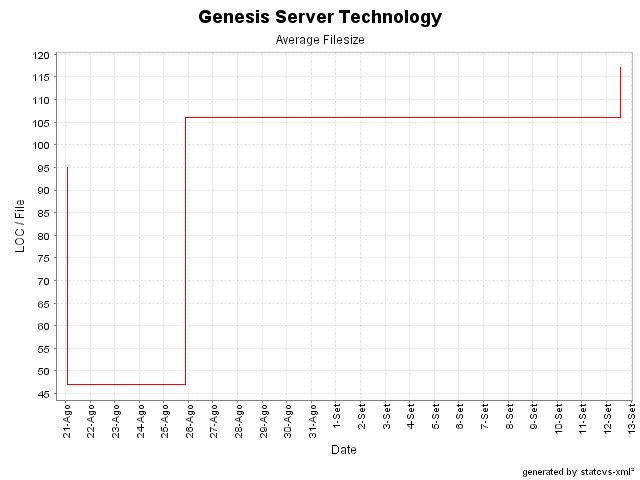 Genesis Server Technology
Average Filesize
120
115
110
105
100
95
90
85
80
75
70
65
60
55
50
45
LOC / File
21-Ago
22-Ago
23-Ago
24-Ago
25-Ago
26-Ago
27-Ago
28-Ago
29-Ago
30-Ago
31-Ago
1-Set
2-Set
3-Set
4-Set
5-Set
6-Set
7-Set
8-Set
9-Set
10-Set
11-Set
12-Set
13-Set
Date
generated by statcvs-xml²